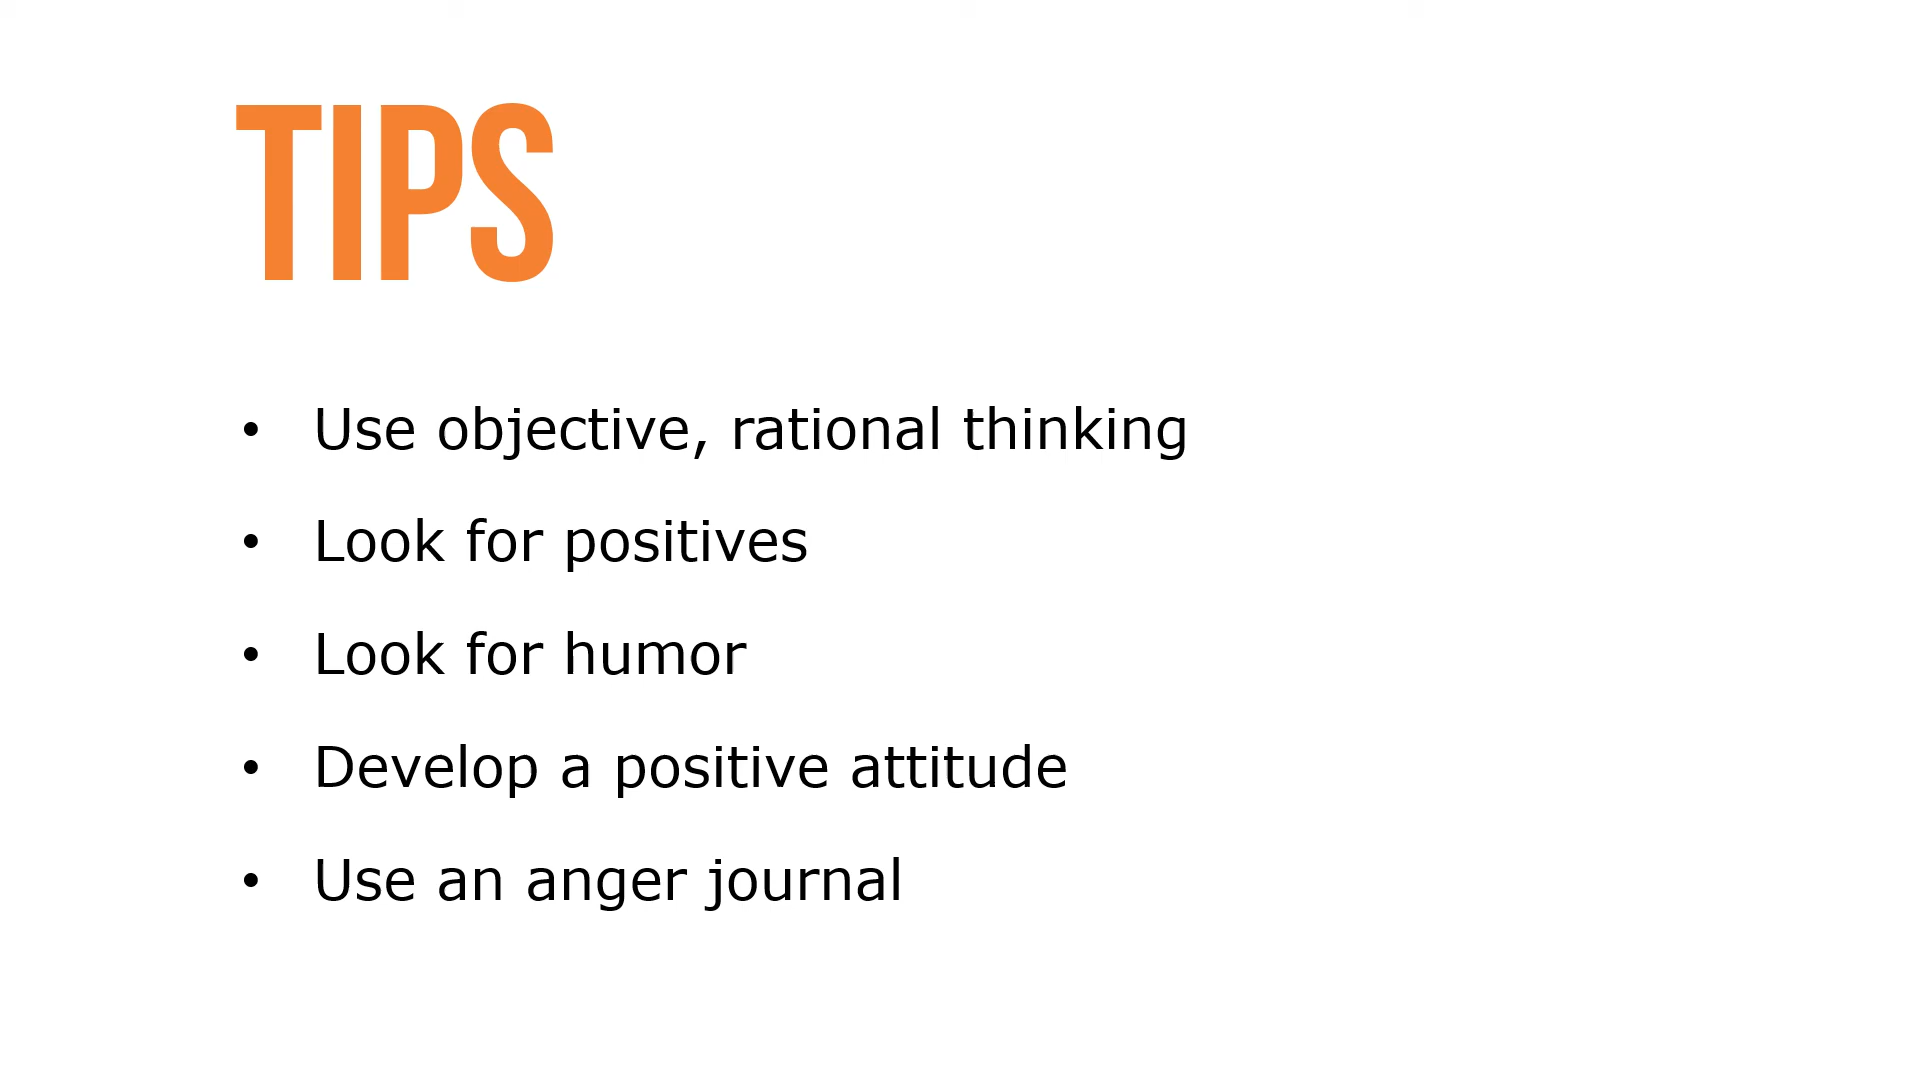 TIPS
• Use objective, rational thinking
• Look for positives
• Look for humor
• Develop a positive attitude
• Use an anger journal